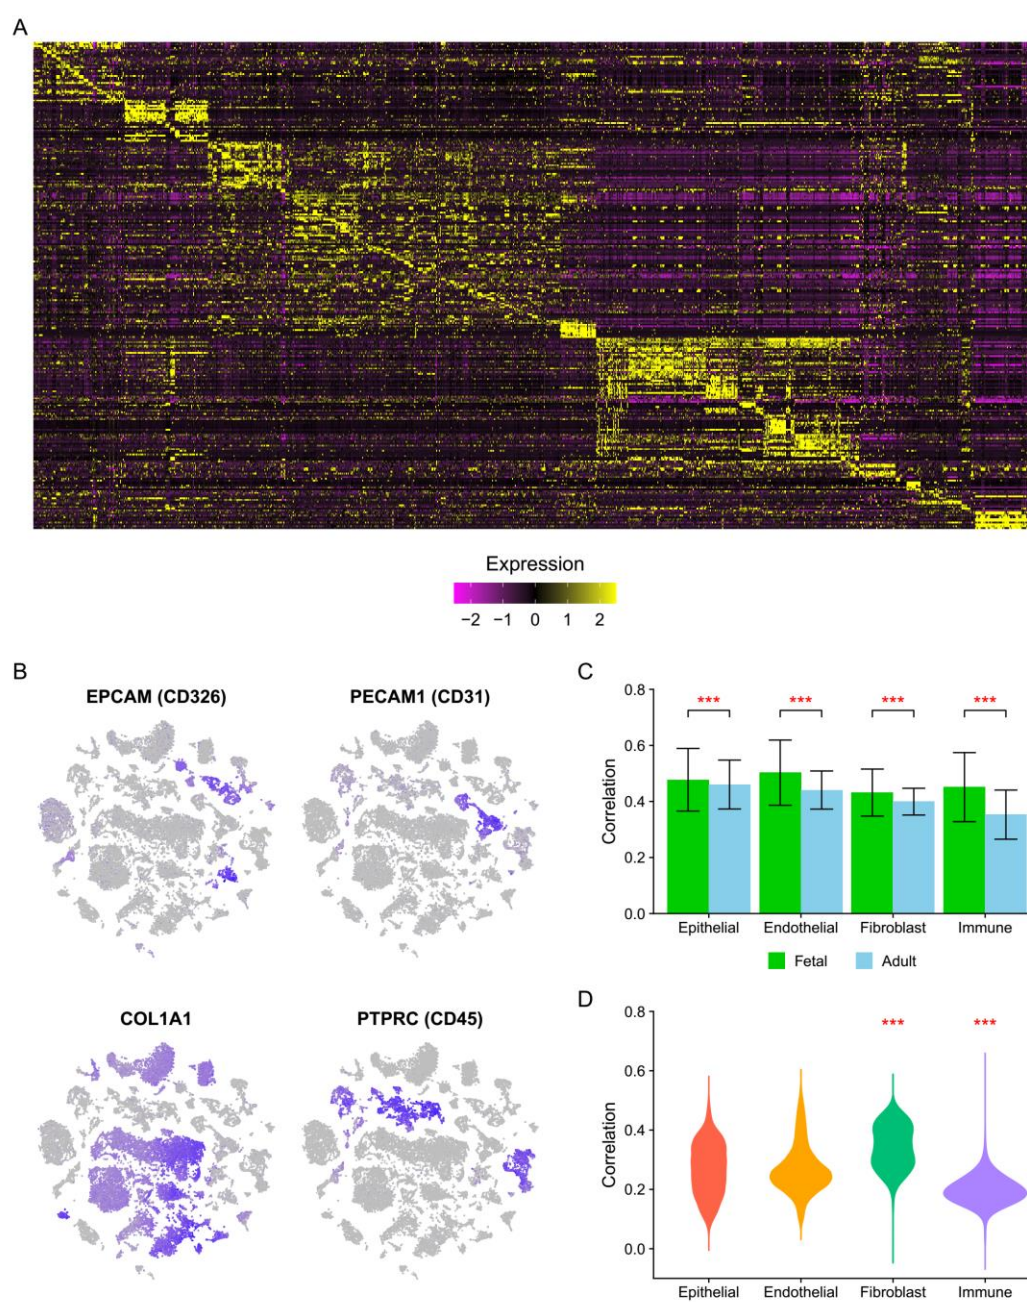 A
Expression
−2 −1 0 1 2
B
EPCAM (CD326)
PECAM1 (CD31)
COL1A1
PTPRC (CD45)
C
Correlation
0.8
0.6
0.4
0.2
0.0
*** *** *** ***
Epithelial Endothelial Fibroblast Immune
Fetal Adult
D
Correlation
0.8
0.6
0.4
0.2
0.0
*** ***
Epithelial Endothelial Fibroblast Immune